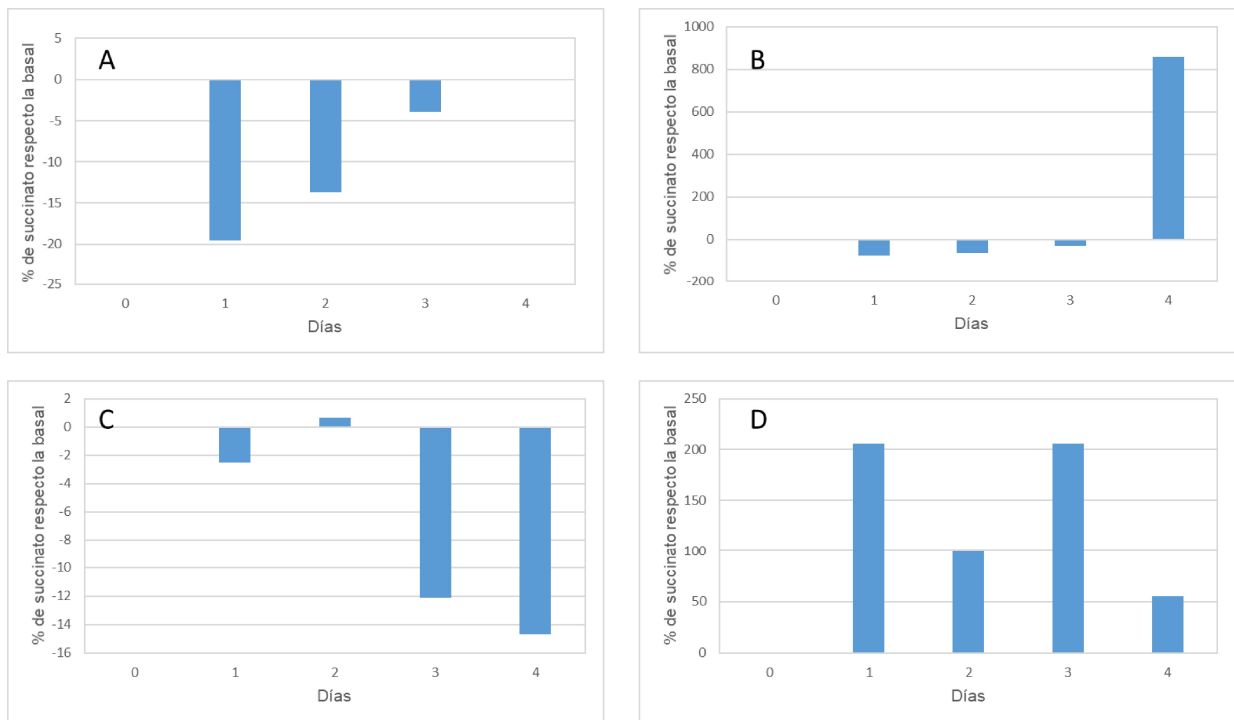 A
% de succinato respecto la basal
5
0
-5
-10
-15
-20
-25
0 1 2 3 4
Días
B
% de succinato respecto la basal
1000
800
600
400
200
0
-200
0 1 2 3 4
Días
C
% de succinato respecto la basal
2
0
-2
-4
-6
-8
-10
-12
-14
-16
0 1 2 3 4
Días
D
% de succinato respecto la basal
250
200
150
100
50
0
0 1 2 3 4
Días